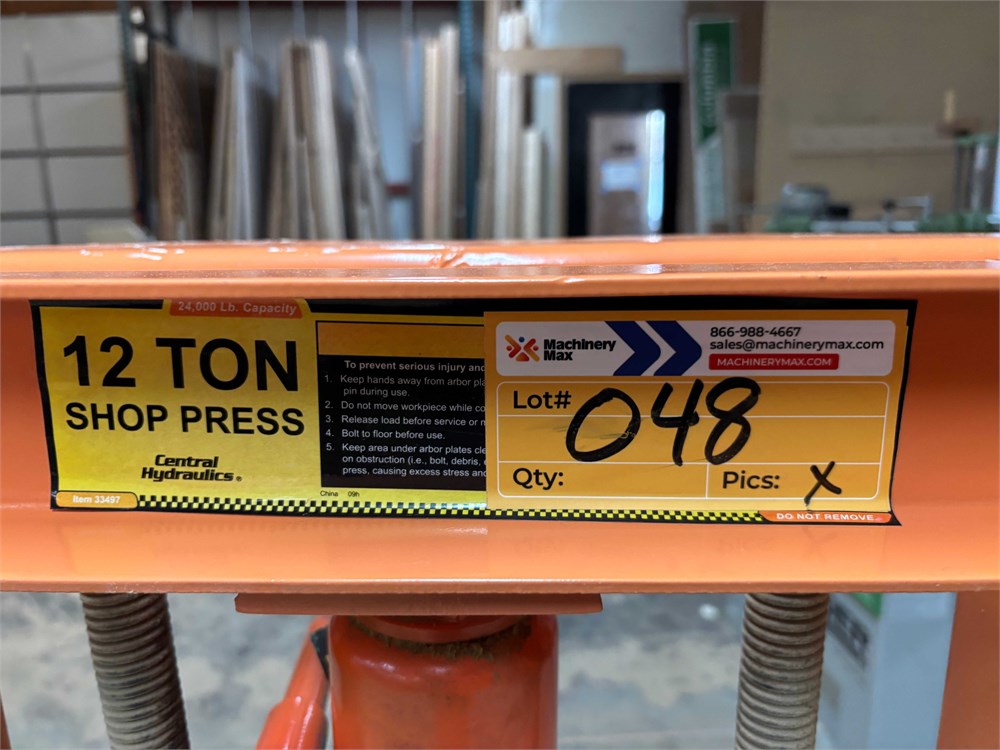 24,000 Lb. Capacity
12 TON
SHOP PRESS
Central
Hydraulics®
Item 33497
To prevent serious injury and
1. Keep hands away from arbor
pin during use.
2. Do not move workpiece while
3. Release load before service or
4. Bolt to floor before use.
5. Keep area under arbor plates
on obstruction (i.e., bolt, debris,
press, causing excess stress and
China 09h
Machinery
Max
866-988-4667
sales@machinerymax.com
MACHINERYMAX.COM
Lot# 048
Qty:
Pics: X
DO NOT REMOVE